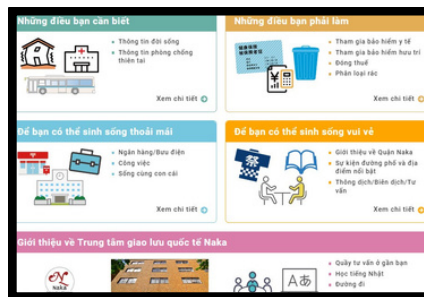 Những điều bạn cần biết
Thông tin đời sống
Thông tin phòng chống
thiên tai
Xem chi tiết
Những điều bạn phải làm
Tham gia bảo hiểm y tế
Tham gia bảo hiểm hưu trí
Đóng thuế
Phân loại rác
Xem chi tiết
Để bạn có thể sinh sống thoải mái
Ngân hàng/Bưu điện
Công việc
Sống cùng con cái
Xem chi tiết
Để bạn có thể sinh sống vui vẻ
祭
Giới thiệu về Quận Naka
Sự kiện đường phố và địa
điểm nổi bật
Thông dịch/Biên dịch/Tư
vấn
Xem chi tiết
Giới thiệu về Trung tâm giao lưu quốc tế Naka
Naka
Aあ
Quầy tư vấn ở gần bạn
Học tiếng Nhật
Đường đi